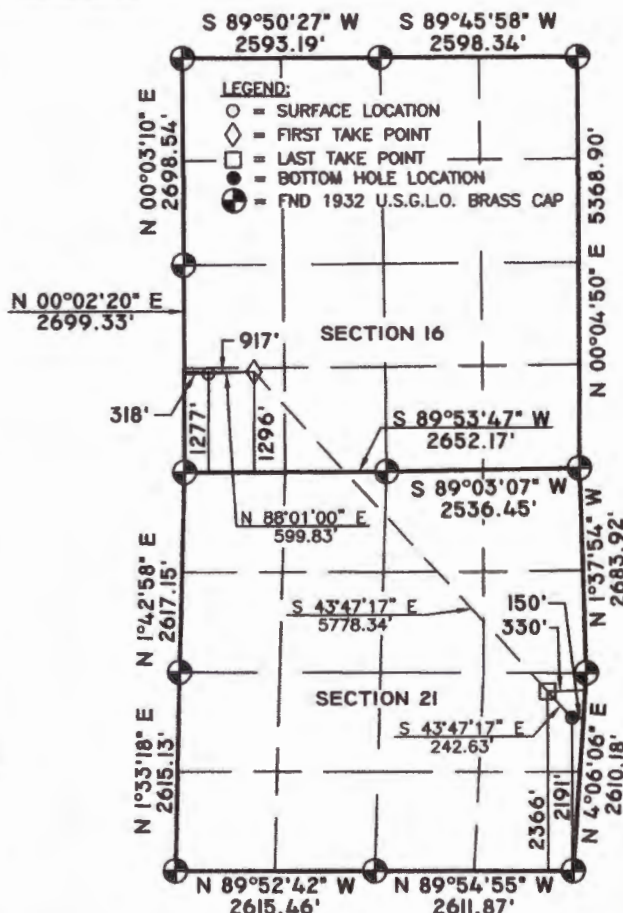 S 89°50'27" W
2593.19'
S 89°45'58" W
2598.34'
LEGEND:
○ = SURFACE LOCATION
◇ = FIRST TAKE POINT
□ = LAST TAKE POINT
● = BOTTOM HOLE LOCATION
= FND 1932 U.S.G.L.O. BRASS CAP
N 00°03'10" E
2698.54'
N 00°04'50" E 5368.90'
N 00°02'20" E
2699.33'
SECTION 16
917'
318'
1277'
1296'
S 89°53'47" W
2652.17'
N 88°01'00" E
599.83'
S 89°03'07" W
2536.45'
N 1°42'58" E
2617.15'
N 1°37'54" W
2683.92'
S 43°47'17" E
5778.34'
150'
330'
SECTION 21
S 43°47'17" E
242.63'
N 1°33'18" E
2615.13'
2366'
2191'
N 4°06'06" E
2610.18'
N 89°52'42" W
2615.46'
N 89°54'55" W
2611.87'